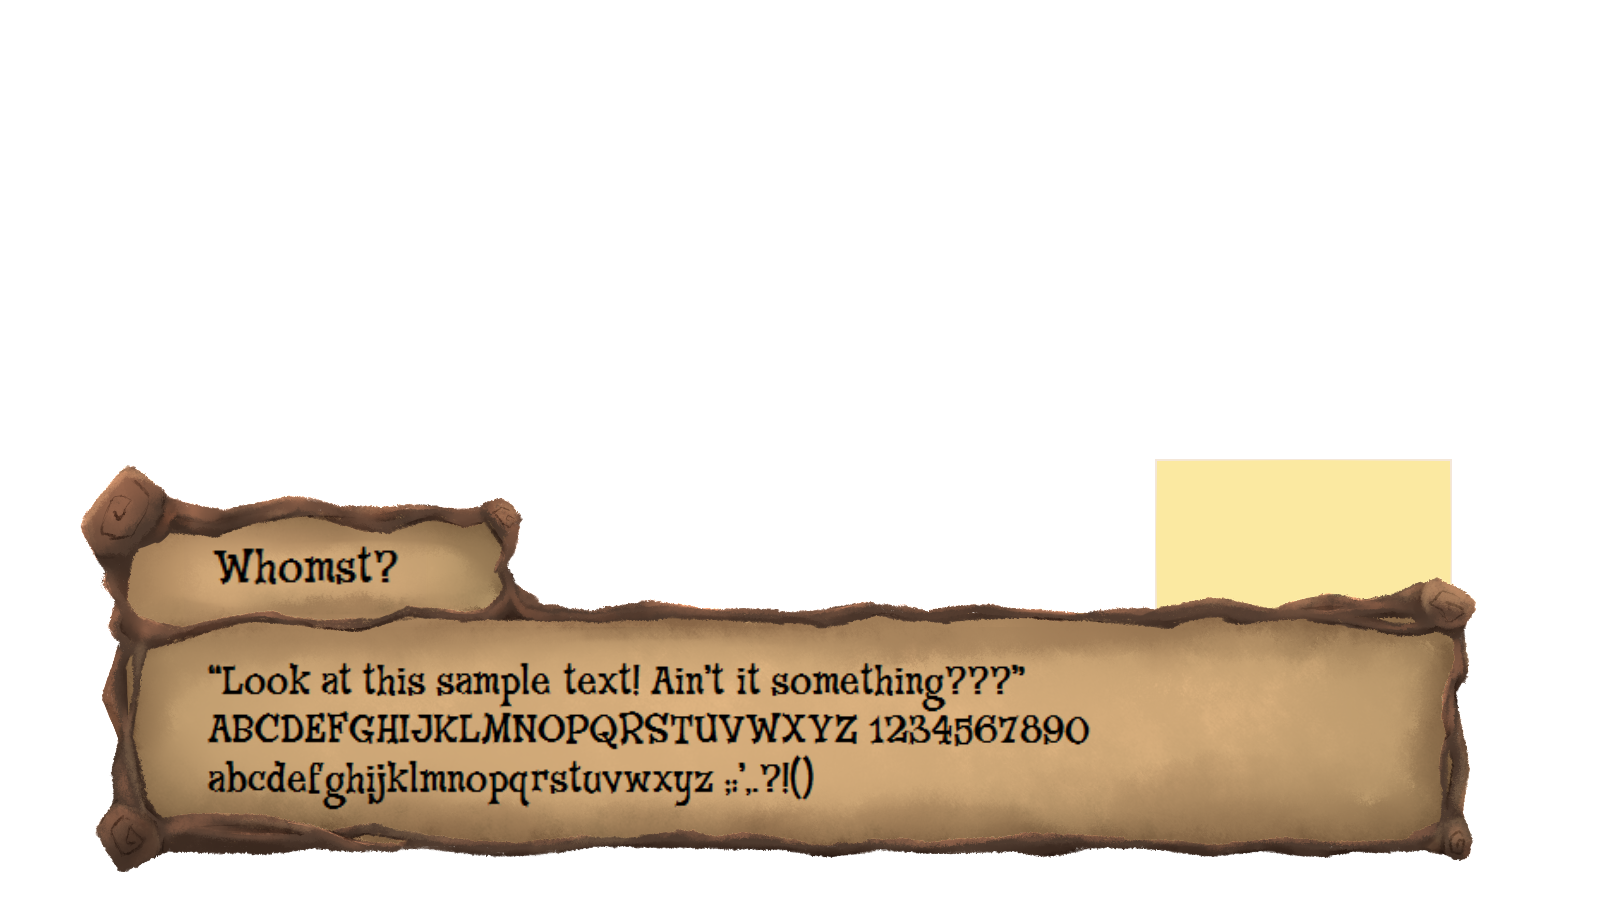 Whomst?
“Look at this sample text! Ain’t it something???”
ABCDEFGHIJKLMNOPQRSTUVWXYZ 1234567890
abcdefghijklmnopqrstuvwxyz ;:’,.?!()